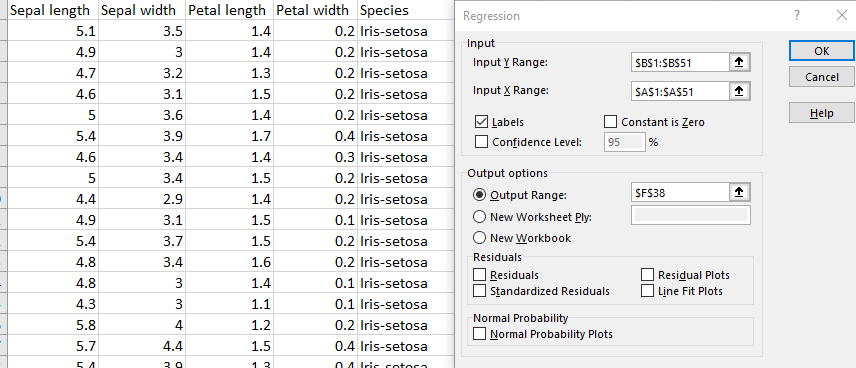 Sepal length Sepal width Petal length Petal width Species
5.1 3.5 1.4 0.2 Iris-setosa
4.9 3 1.4 0.2 Iris-setosa
4.7 3.2 1.3 0.2 Iris-setosa
4.6 3.1 1.5 0.2 Iris-setosa
5 3.6 1.4 0.2 Iris-setosa
5.4 3.9 1.7 0.4 Iris-setosa
4.6 3.4 1.4 0.3 Iris-setosa
5 3.4 1.5 0.2 Iris-setosa
4.4 2.9 1.4 0.2 Iris-setosa
4.9 3.1 1.5 0.1 Iris-setosa
5.4 3.7 1.5 0.2 Iris-setosa
4.8 3.4 1.6 0.2 Iris-setosa
4.8 3 1.4 0.1 Iris-setosa
4.3 3 1.1 0.1 Iris-setosa
5.8 4 1.2 0.2 Iris-setosa
5.7 4.4 1.5 0.4 Iris-setosa
5.4 3.9 1.3 0.4 Iris-setosa
Regression ? ×
Input
Input Y Range: $B$1:$B$51
Input X Range: $A$1:$A$51
Labels Constant is Zero
Confidence Level: 95 %
OK
Cancel
Help
Output options
Output Range: $F$38
New Worksheet Ply:
New Workbook
Residuals
Residuals Residual Plots
Standardized Residuals Line Fit Plots
Normal Probability
Normal Probability Plots